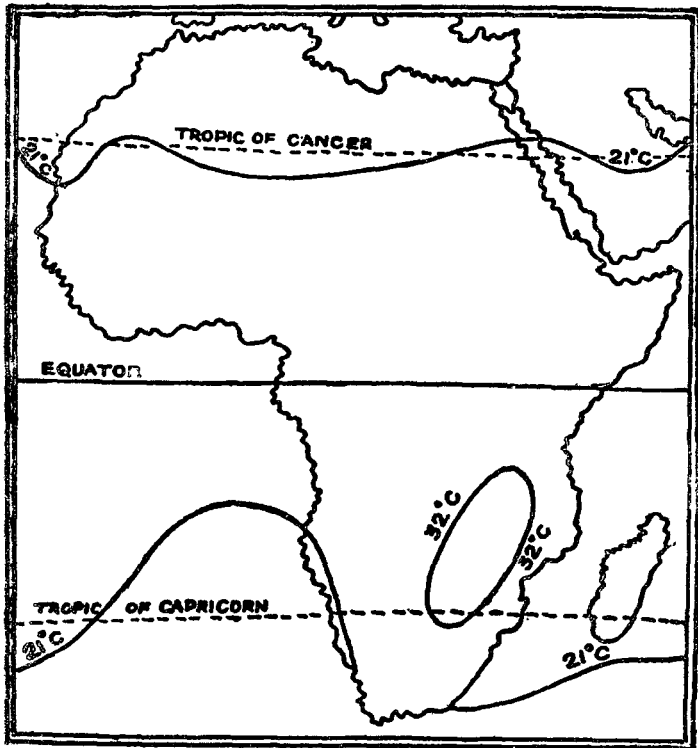 TROPIC OF CANCER
21°C
21°C
EQUATOR
32°C
32°C
TROPIC OF CAPRICORN
21°C
21°C